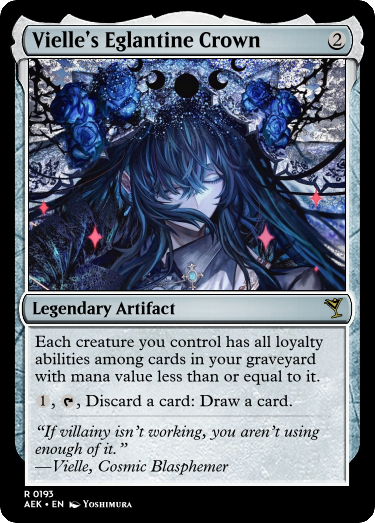 Vielle's Eglantine Crown 2
Legendary Artifact
Each creature you control has all loyalty
abilities among cards in your graveyard
with mana value less than or equal to it.
1, , Discard a card: Draw a card.
“If villainy isn't working, you aren't using
enough of it.”
—Vielle, Cosmic Blasphemer
R 0193
AEK • EN Yoshimura